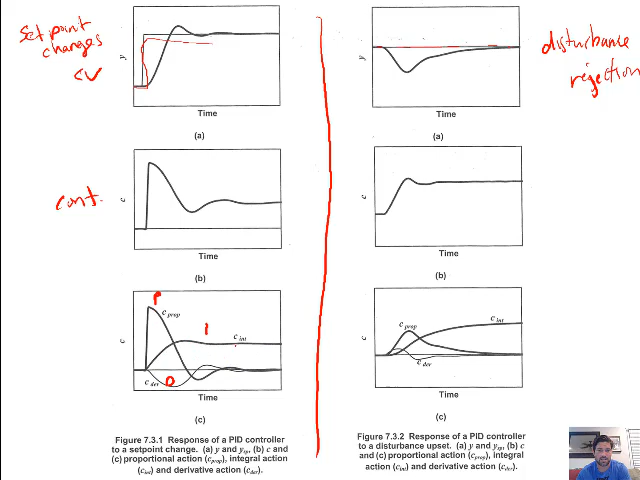 set point
changes
CV
y
Time
(a)
cont.
c
Time
(b)
P
c prop
I
c int
c
c der
D
Time
(c)
Figure 7.3.1 Response of a PID controller
to a setpoint change. (a) y and ysp, (b) c and
(c) proportional action (cprop), integral action
(cint) and derivative action (cder).
disturbance
rejection
y
Time
(a)
c
Time
(b)
c int
c prop
c
c der
Time
(c)
Figure 7.3.2 Response of a PID controller
to a disturbance upset. (a) y and ysp, (b) c
and (c) proportional action (cprop), integral
action (cint) and derivative action (cder).